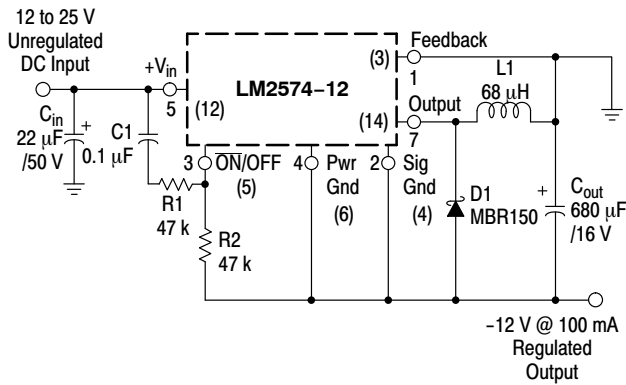 12 to 25 V
Unregulated
DC Input
+Vin
5
(12)
LM2574−12
(3)
Feedback
1
(14)
Output
7
L1
68 μH
Cin
22 μF
/50 V
+
C1
0.1 μF
3
ON/OFF
(5)
4
Pwr
Gnd
(6)
2
Sig
Gnd
(4)
R1
47 k
R2
47 k
D1
MBR150
+
Cout
680 μF
/16 V
−12 V @ 100 mA
Regulated
Output